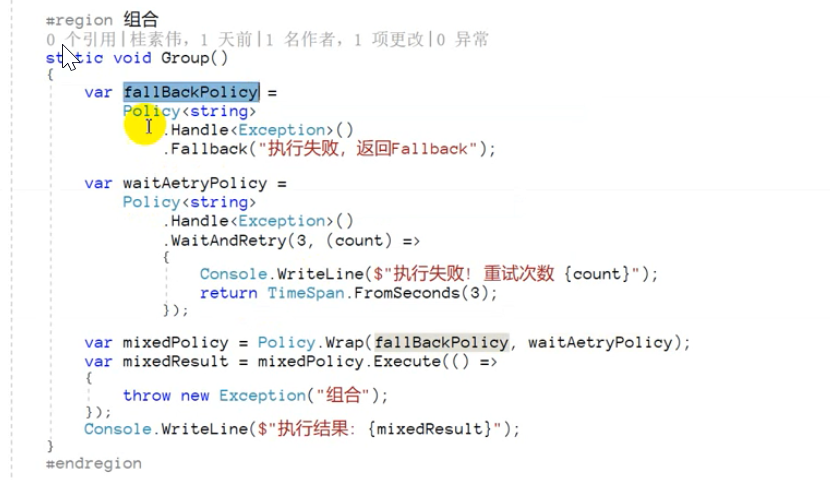 #region 组合
0 个引用|桂素伟，1 天前|1 名作者，1 项更改|0 异常
static void Group()
{
var fallBackPolicy =
Policy<string>
.Handle<Exception>()
.Fallback("执行失败，返回Fallback");
var waitAetryPolicy =
Policy<string>
.Handle<Exception>()
.WaitAndRetry(3, (count) =>
{
Console.WriteLine($"执行失败！重试次数 {count}");
return TimeSpan.FromSeconds(3);
});
var mixedPolicy = Policy.Wrap(fallBackPolicy, waitAetryPolicy);
var mixedResult = mixedPolicy.Execute(() =>
{
throw new Exception("组合");
});
Console.WriteLine($"执行结果: {mixedResult}");
}
#endregion